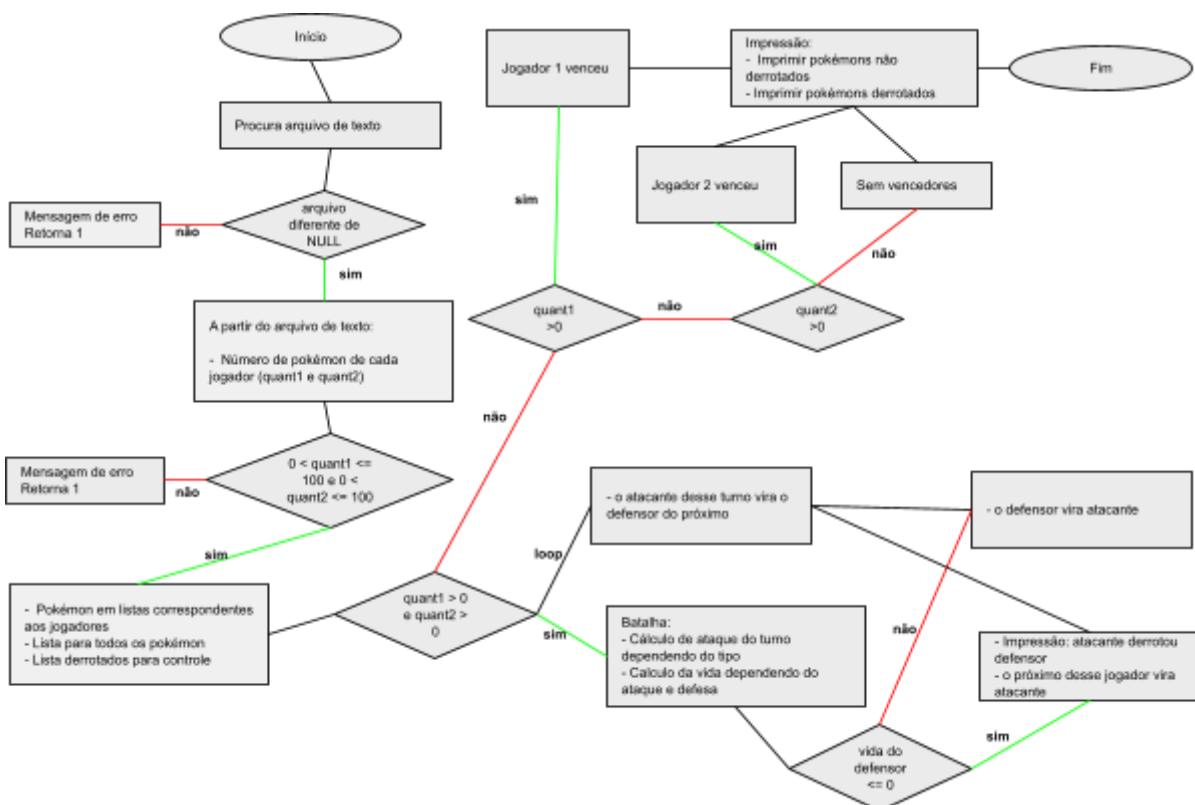 Início
Procura arquivo de texto
arquivo
diferente de
NULL
não
Mensagem de erro
Retorna 1
sim
A partir do arquivo de texto:
- Número de pokémon de cada
jogador (quant1 e quant2)
0 < quant1 <=
100 e 0 <
quant2 <= 100
não
Mensagem de erro
Retorna 1
sim
- Pokémon em listas correspondentes
aos jogadores
- Lista para todos os pokémon
- Lista derrotados para controle
quant1 > 0
e quant2 >
0
loop
- o atacante desse turno vira o
defensor do próximo
sim
Batalha:
- Cálculo de ataque do turno
dependendo do tipo
- Calculo da vida dependendo do
ataque e defesa
vida do
defensor
<= 0
não
- o defensor vira atacante
sim
- Impressão: atacante derrotou
defensor
- o próximo desse jogador vira
atacante
não
quant1
>0
sim
Jogador 1 venceu
não
quant2
>0
sim
Jogador 2 venceu
não
Sem vencedores
Impressão:
- Imprimir pokémons não
derrotados
- Imprimir pokémons derrotados
Fim